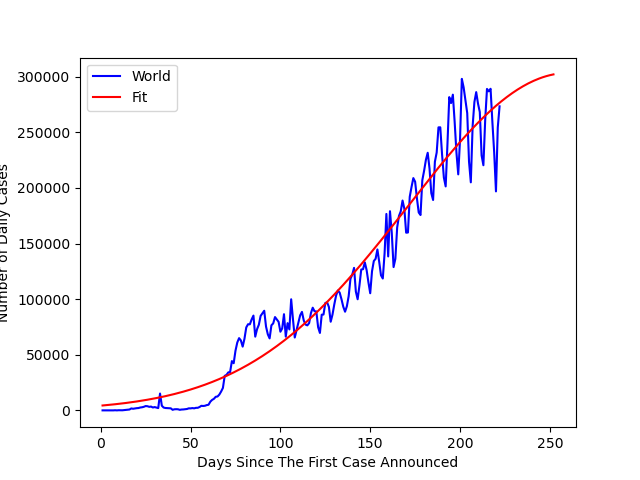 World
Fit
300000
250000
200000
150000
100000
50000
0
Number of Daily Cases
0 50 100 150 200 250
Days Since The First Case Announced